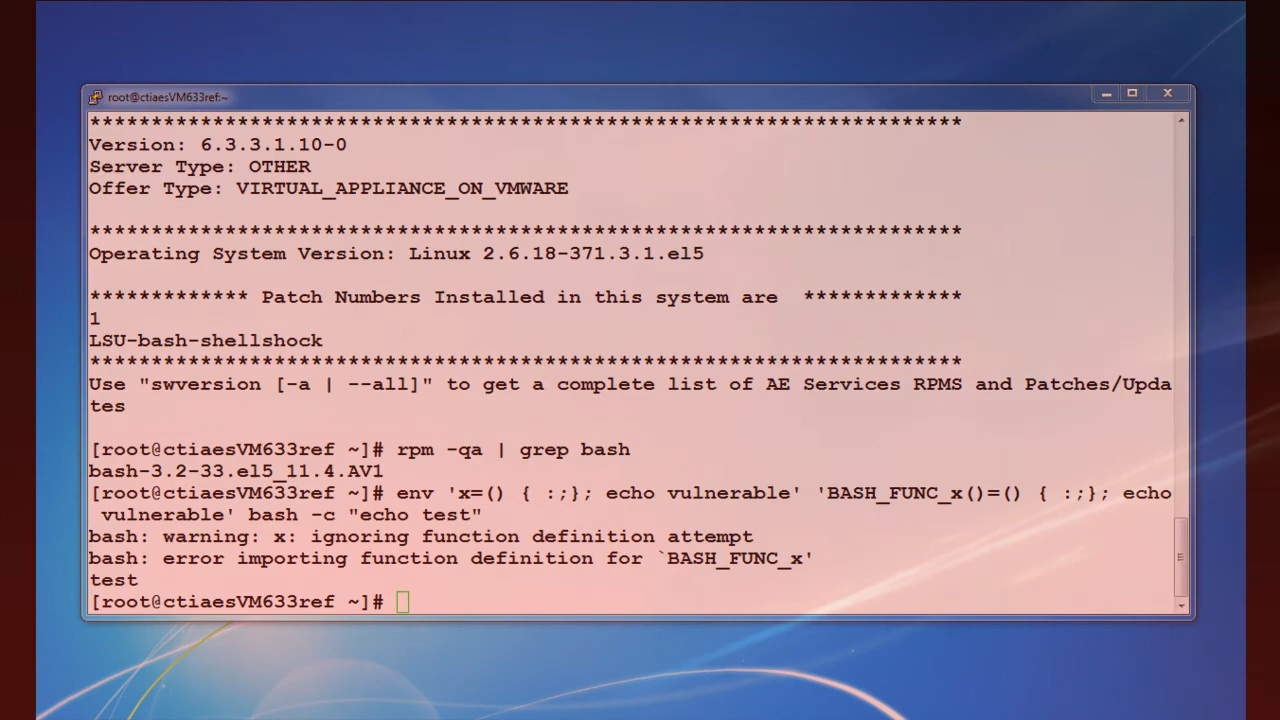 root@ctiaesVM633ref:~
***********************************************************************
Version: 6.3.3.1.10-0
Server Type: OTHER
Offer Type: VIRTUAL_APPLIANCE_ON_VMWARE
***********************************************************************
Operating System Version: Linux 2.6.18-371.3.1.el5
************* Patch Numbers Installed in this system are  *************
1
LSU-bash-shellshock
***********************************************************************
Use "swversion [-a | --all]" to get a complete list of AE Services RPMS and Patches/Upda
tes
[root@ctiaesVM633ref ~]# rpm -qa | grep bash
bash-3.2-33.el5_11.4.AV1
[root@ctiaesVM633ref ~]# env 'x=() { :;}; echo vulnerable' 'BASH_FUNC_x()=() { :;}; echo
 vulnerable' bash -c "echo test"
bash: warning: x: ignoring function definition attempt
bash: error importing function definition for `BASH_FUNC_x'
test
[root@ctiaesVM633ref ~]#